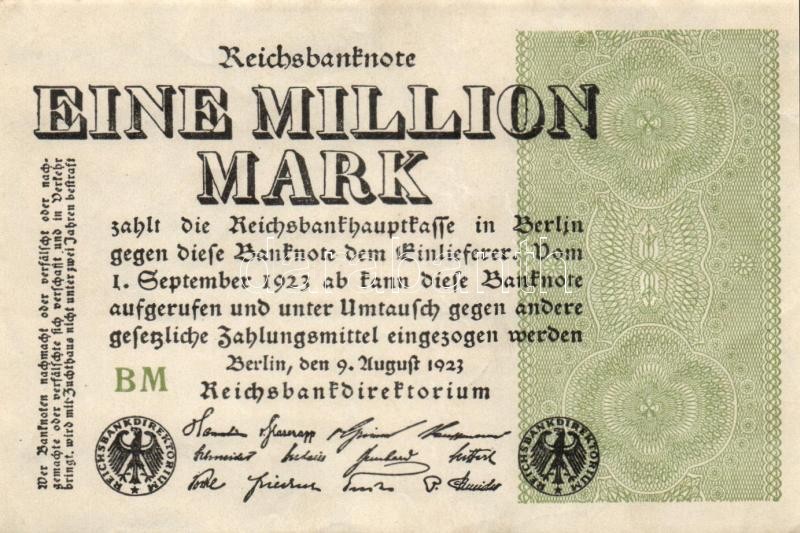 Reichsbanknote
EINE MILLION
MARK
zahlt die Reichsbankhauptkasse in Berlin
gegen diese Banknote dem Einlieferer. Vom
1. September 1923 ab kann diese Banknote
aufgerufen und unter Umtausch gegen andere
gesetzliche Zahlungsmittel eingezogen werden
Berlin, den 9. August 1923
Reichsbankdirektorium
BM
Wer Banknoten nachmacht oder verfälscht oder nach-
gemachte oder verfälschte sich verschafft und in Verkehr
bringt, wird mit Zuchthaus nicht unter zwei Jahren bestraft
REICHSBANKDIREKTORIUM
REICHSBANKDIREKTORIUM